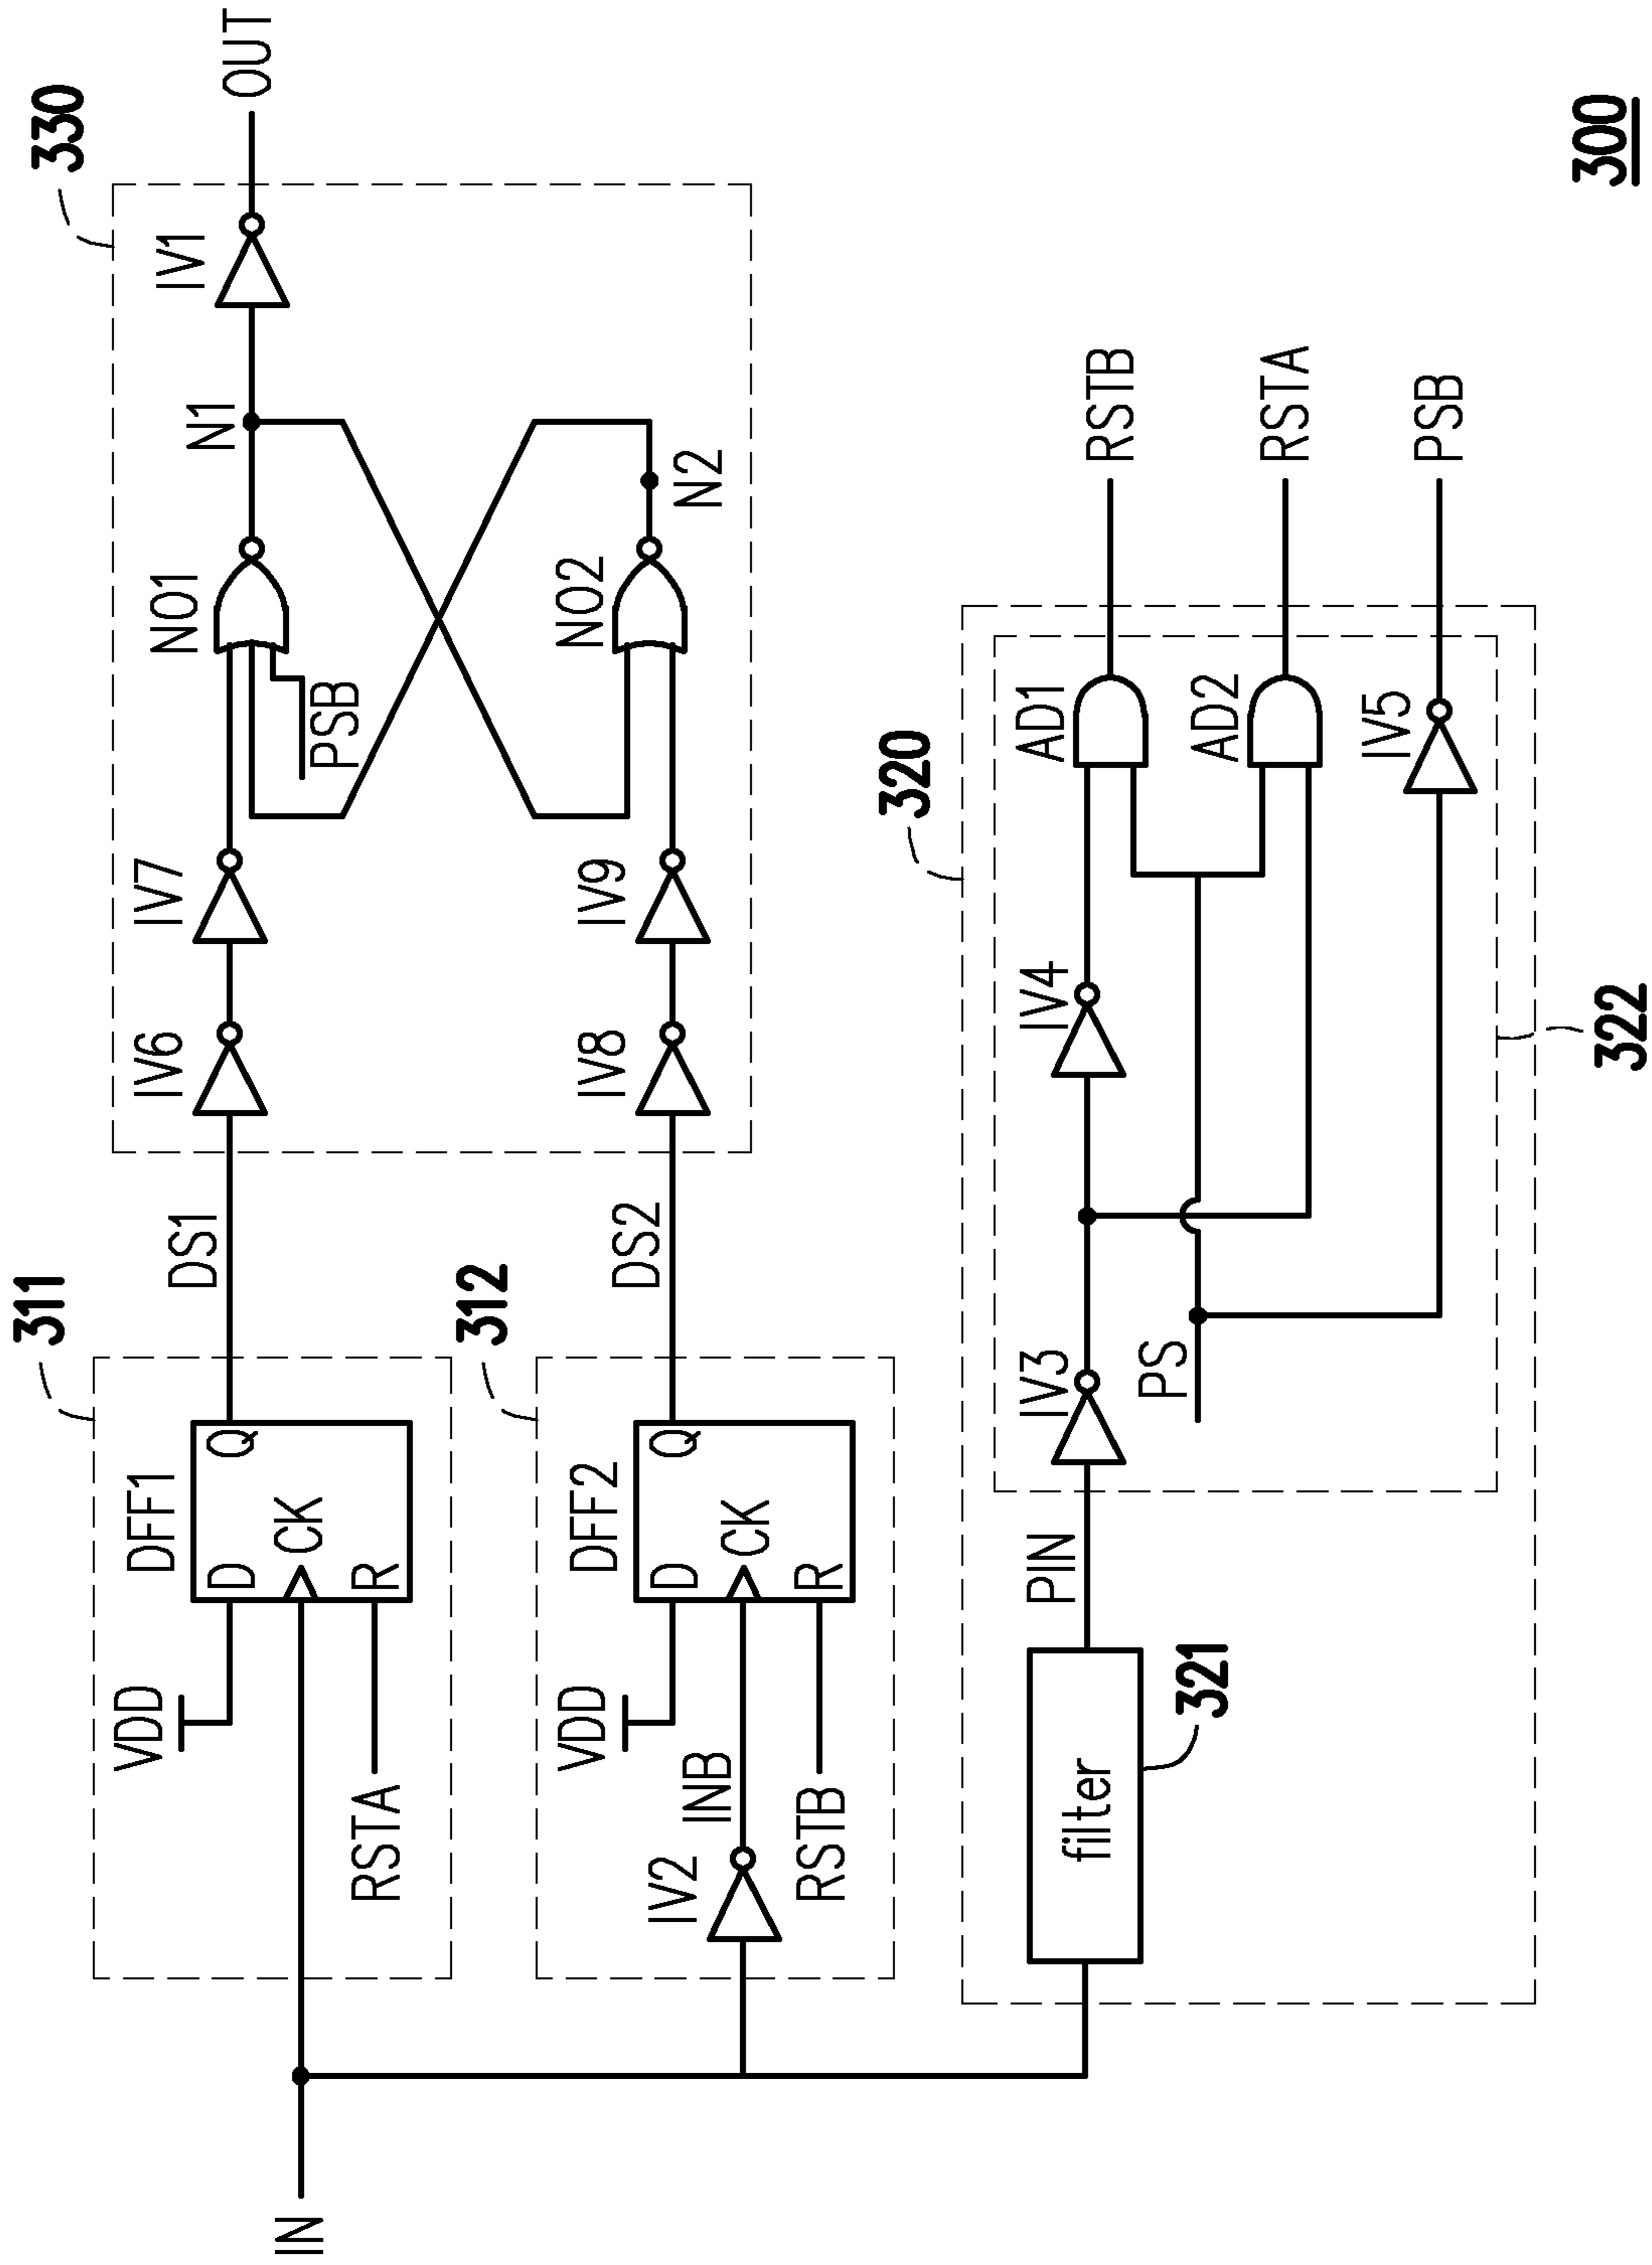 330
311
DFF1
VDD
D
Q
CK
R
RSTA
DS1
IV6
IV7
NO1
PSB
N1
IV1
OUT
IN
312
DFF2
VDD
D
Q
CK
R
IV2
INB
RSTB
DS2
IV8
IV9
NO2
N2
320
filter
321
PIN
IV3
IV4
AD1
RSTB
PS
AD2
RSTA
IV5
PSB
322
300